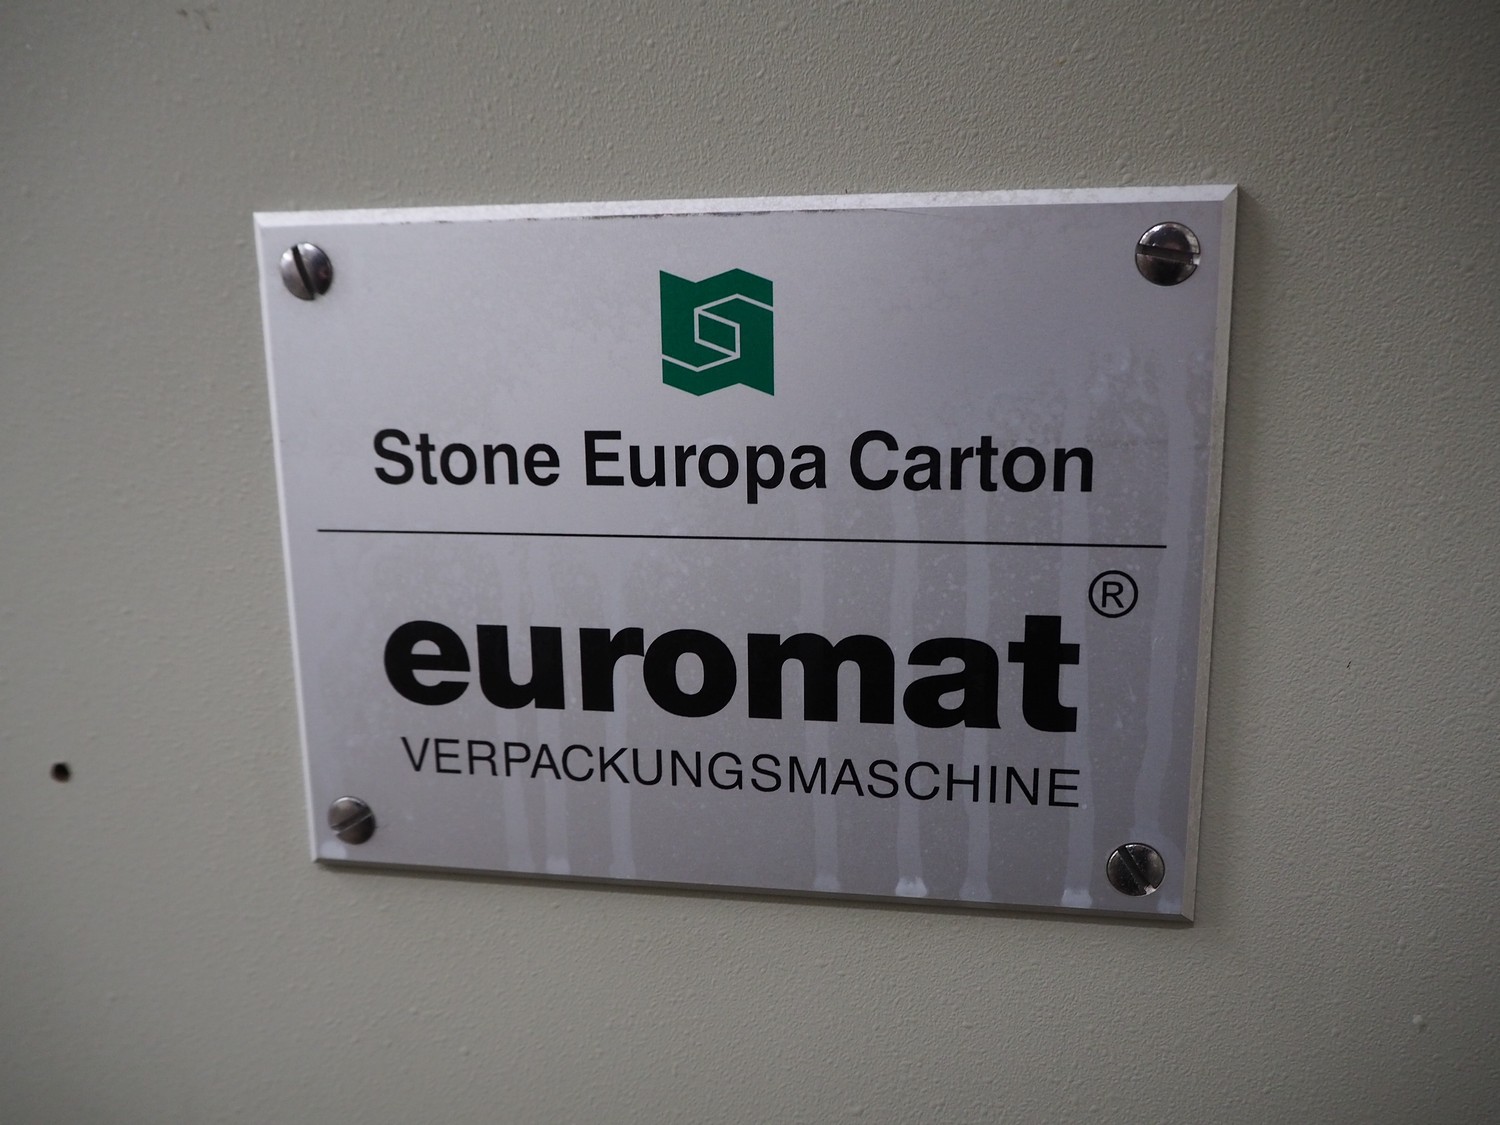 Stone Europa Carton
euromat®
VERPACKUNGSMASCHINE